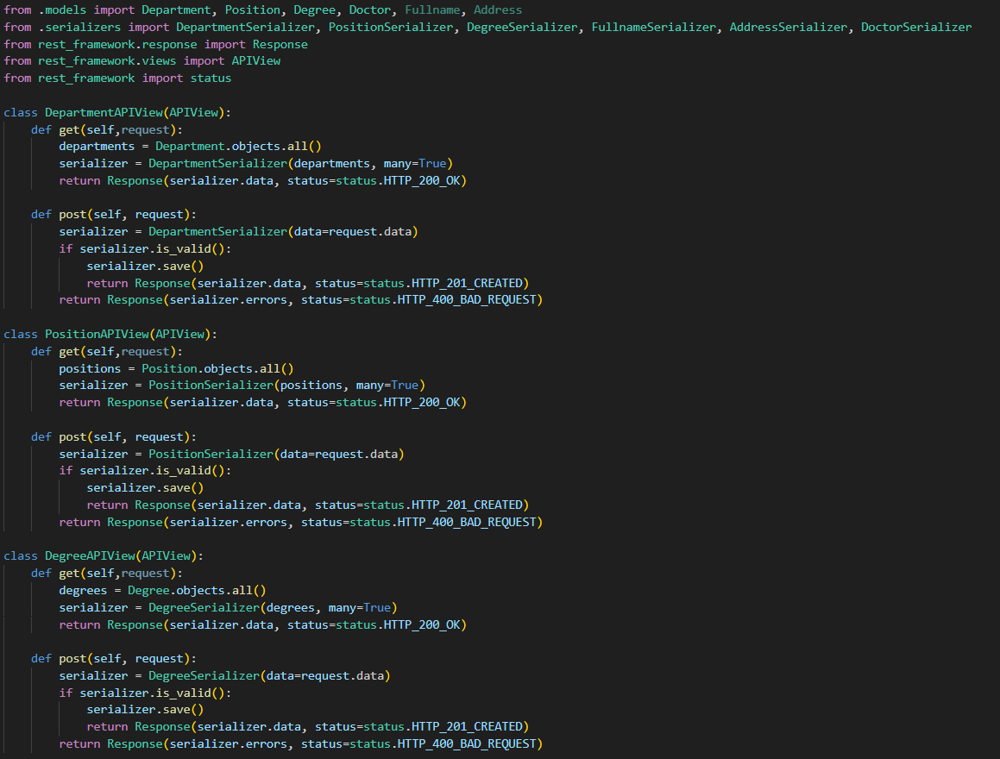 from .models import Department, Position, Degree, Doctor, Fullname, Address
from .serializers import DepartmentSerializer, PositionSerializer, DegreeSerializer, FullnameSerializer, AddressSerializer, DoctorSerializer
from rest_framework.response import Response
from rest_framework.views import APIView
from rest_framework import status

class DepartmentAPIView(APIView):
    def get(self,request):
        departments = Department.objects.all()
        serializer = DepartmentSerializer(departments, many=True)
        return Response(serializer.data, status=status.HTTP_200_OK)

    def post(self, request):
        serializer = DepartmentSerializer(data=request.data)
        if serializer.is_valid():
            serializer.save()
            return Response(serializer.data, status=status.HTTP_201_CREATED)
        return Response(serializer.errors, status=status.HTTP_400_BAD_REQUEST)

class PositionAPIView(APIView):
    def get(self,request):
        positions = Position.objects.all()
        serializer = PositionSerializer(positions, many=True)
        return Response(serializer.data, status=status.HTTP_200_OK)

    def post(self, request):
        serializer = PositionSerializer(data=request.data)
        if serializer.is_valid():
            serializer.save()
            return Response(serializer.data, status=status.HTTP_201_CREATED)
        return Response(serializer.errors, status=status.HTTP_400_BAD_REQUEST)

class DegreeAPIView(APIView):
    def get(self,request):
        degrees = Degree.objects.all()
        serializer = DegreeSerializer(degrees, many=True)
        return Response(serializer.data, status=status.HTTP_200_OK)

    def post(self, request):
        serializer = DegreeSerializer(data=request.data)
        if serializer.is_valid():
            serializer.save()
            return Response(serializer.data, status=status.HTTP_201_CREATED)
        return Response(serializer.errors, status=status.HTTP_400_BAD_REQUEST)